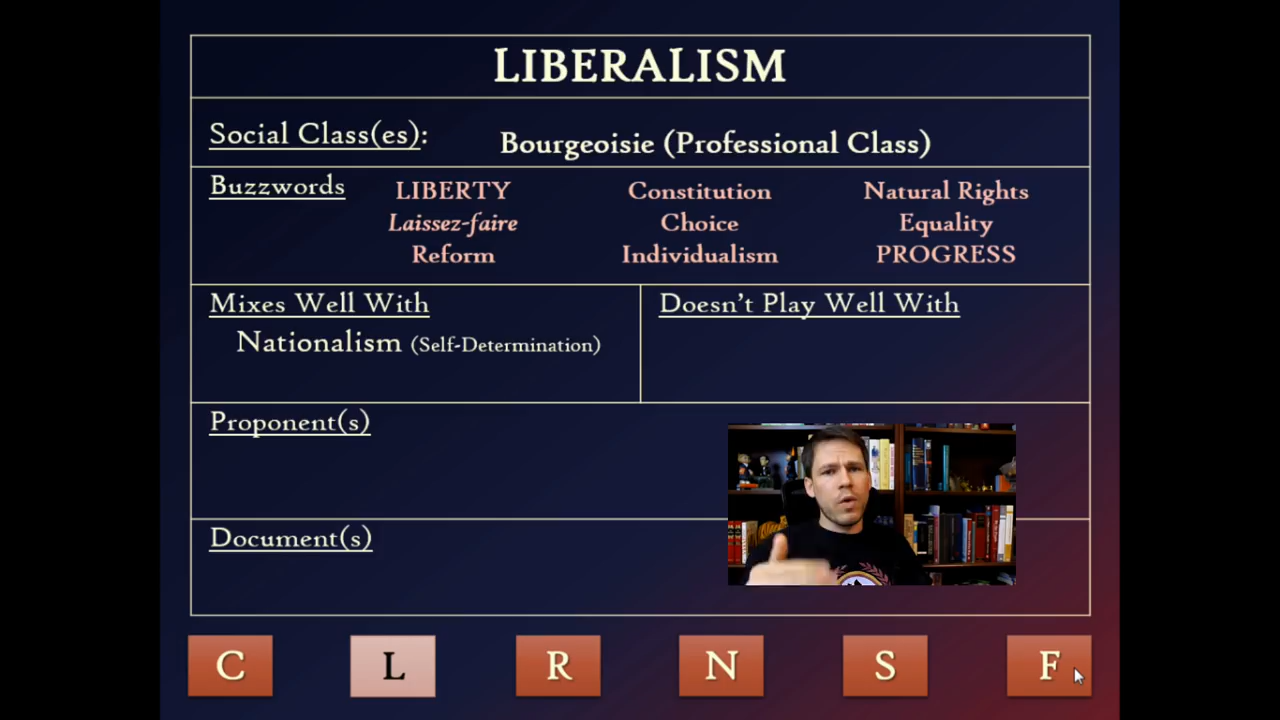 LIBERALISM
Social Class(es): Bourgeoisie (Professional Class)
Buzzwords LIBERTY Constitution Natural Rights
Laissez-faire Choice Equality
Reform Individualism PROGRESS
Mixes Well With Doesn't Play Well With
Nationalism (Self-Determination)
Proponent(s)
Document(s)
C L R N S F